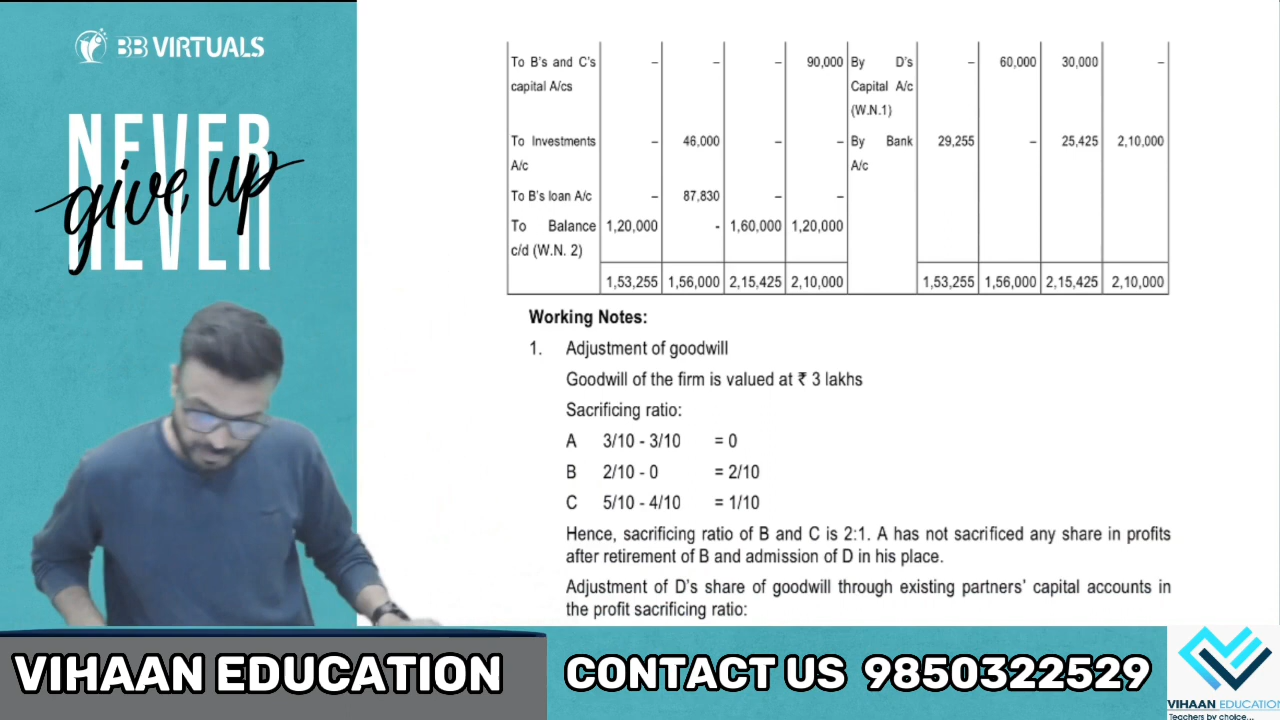 BB VIRTUALS
NEVER
give up
NEVER
To B's and C's – – – 90,000 By D's – 60,000 30,000 –
capital A/cs Capital A/c
(W.N.1)
To Investments – 46,000 – – By Bank 29,255 – 25,425 2,10,000
A/c A/c
To B's loan A/c – 87,830 – –
To Balance 1,20,000 - 1,60,000 1,20,000
c/d (W.N. 2)
1,53,255 1,56,000 2,15,425 2,10,000 1,53,255 1,56,000 2,15,425 2,10,000
Working Notes:
1. Adjustment of goodwill
Goodwill of the firm is valued at ₹ 3 lakhs
Sacrificing ratio:
A 3/10 - 3/10 = 0
B 2/10 - 0 = 2/10
C 5/10 - 4/10 = 1/10
Hence, sacrificing ratio of B and C is 2:1. A has not sacrificed any share in profits
after retirement of B and admission of D in his place.
Adjustment of D's share of goodwill through existing partners' capital accounts in
the profit sacrificing ratio:
VIHAAN EDUCATION
CONTACT US 9850322529
VIHAAN EDUCATION
Teachers by choice...